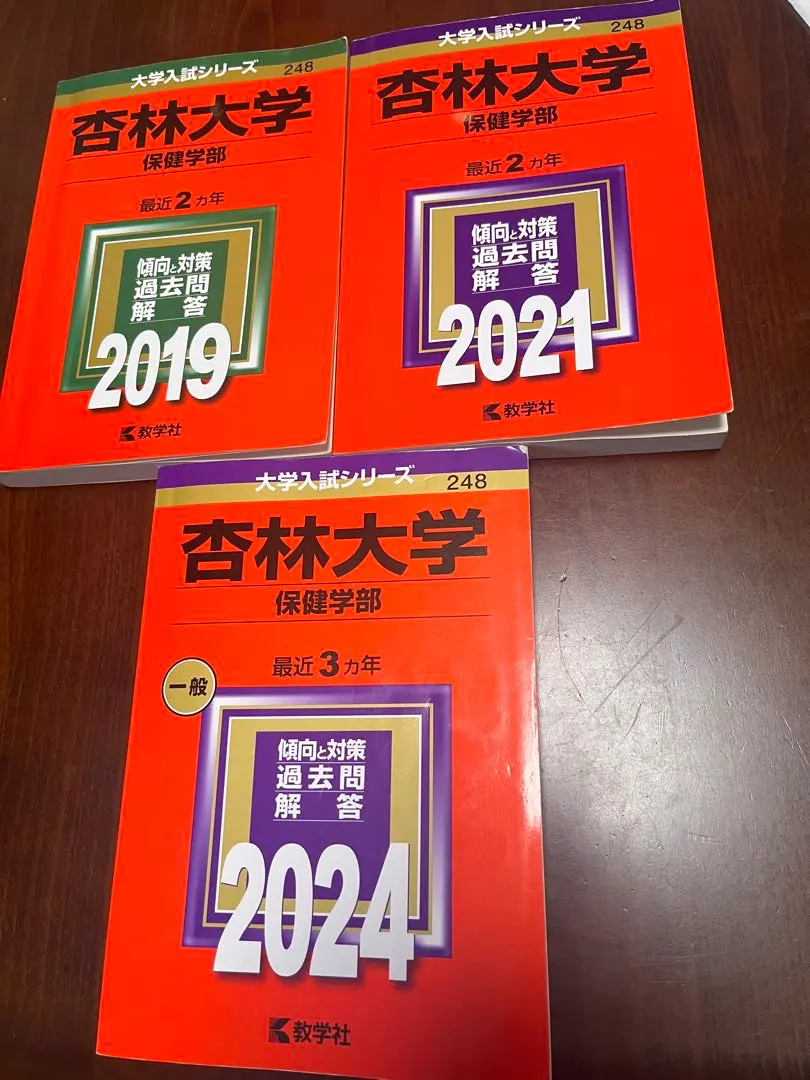 大学入試シリーズ 248
杏林大学
保健学部
最近2ヵ年
傾向と対策
過去問
解答
2019
教学社
大学入試シリーズ 248
杏林大学
保健学部
最近2ヵ年
傾向と対策
過去問
解答
2021
教学社
大学入試シリーズ 248
杏林大学
保健学部
最近3ヵ年
一般
傾向と対策
過去問
解答
2024
教学社